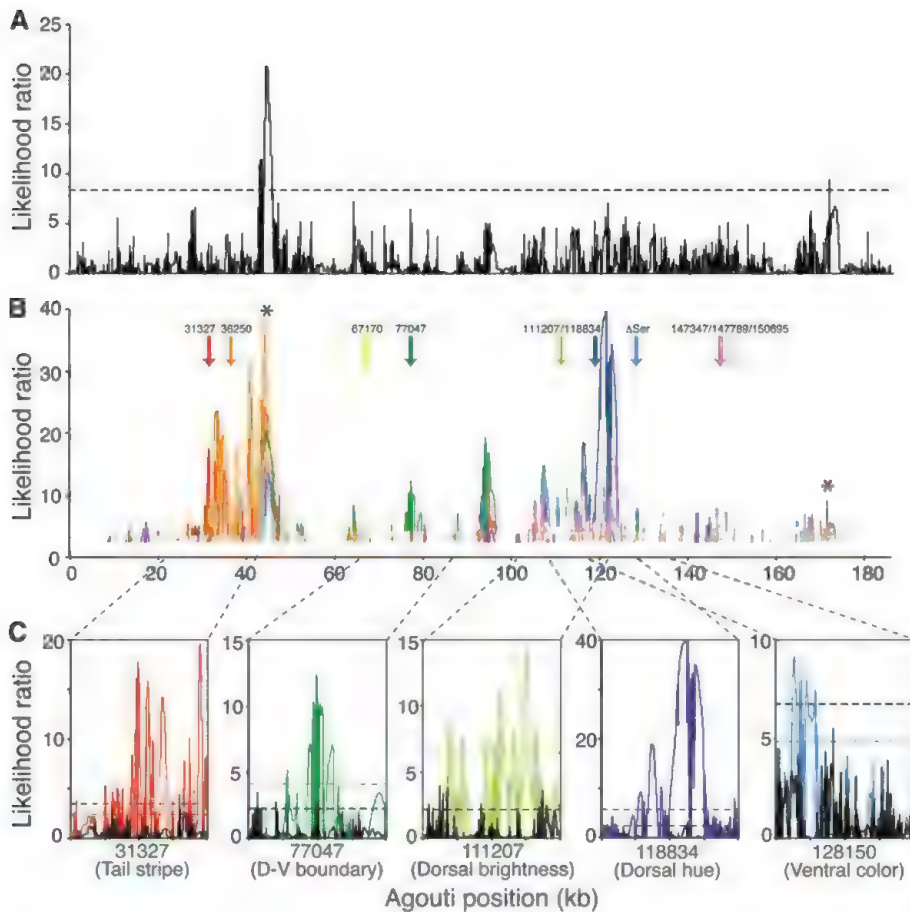 A
25
20
15
10
5
0
Likelihood ratio
B
40
30
20
10
0
Likelihood ratio
*
31327 36250 67170 77047 111207/118834 ΔSer 147347/147789/150695
*
0 20 40 60 80 100 120 140 160 180
C
Likelihood ratio
20
10
0
15
10
5
0
15
10
5
0
40
20
0
10
5
0
31327 77047 111207 118834 128150
(Tail stripe) (D-V boundary) (Dorsal brightness) (Dorsal hue) (Ventral color)
Agouti position (kb)